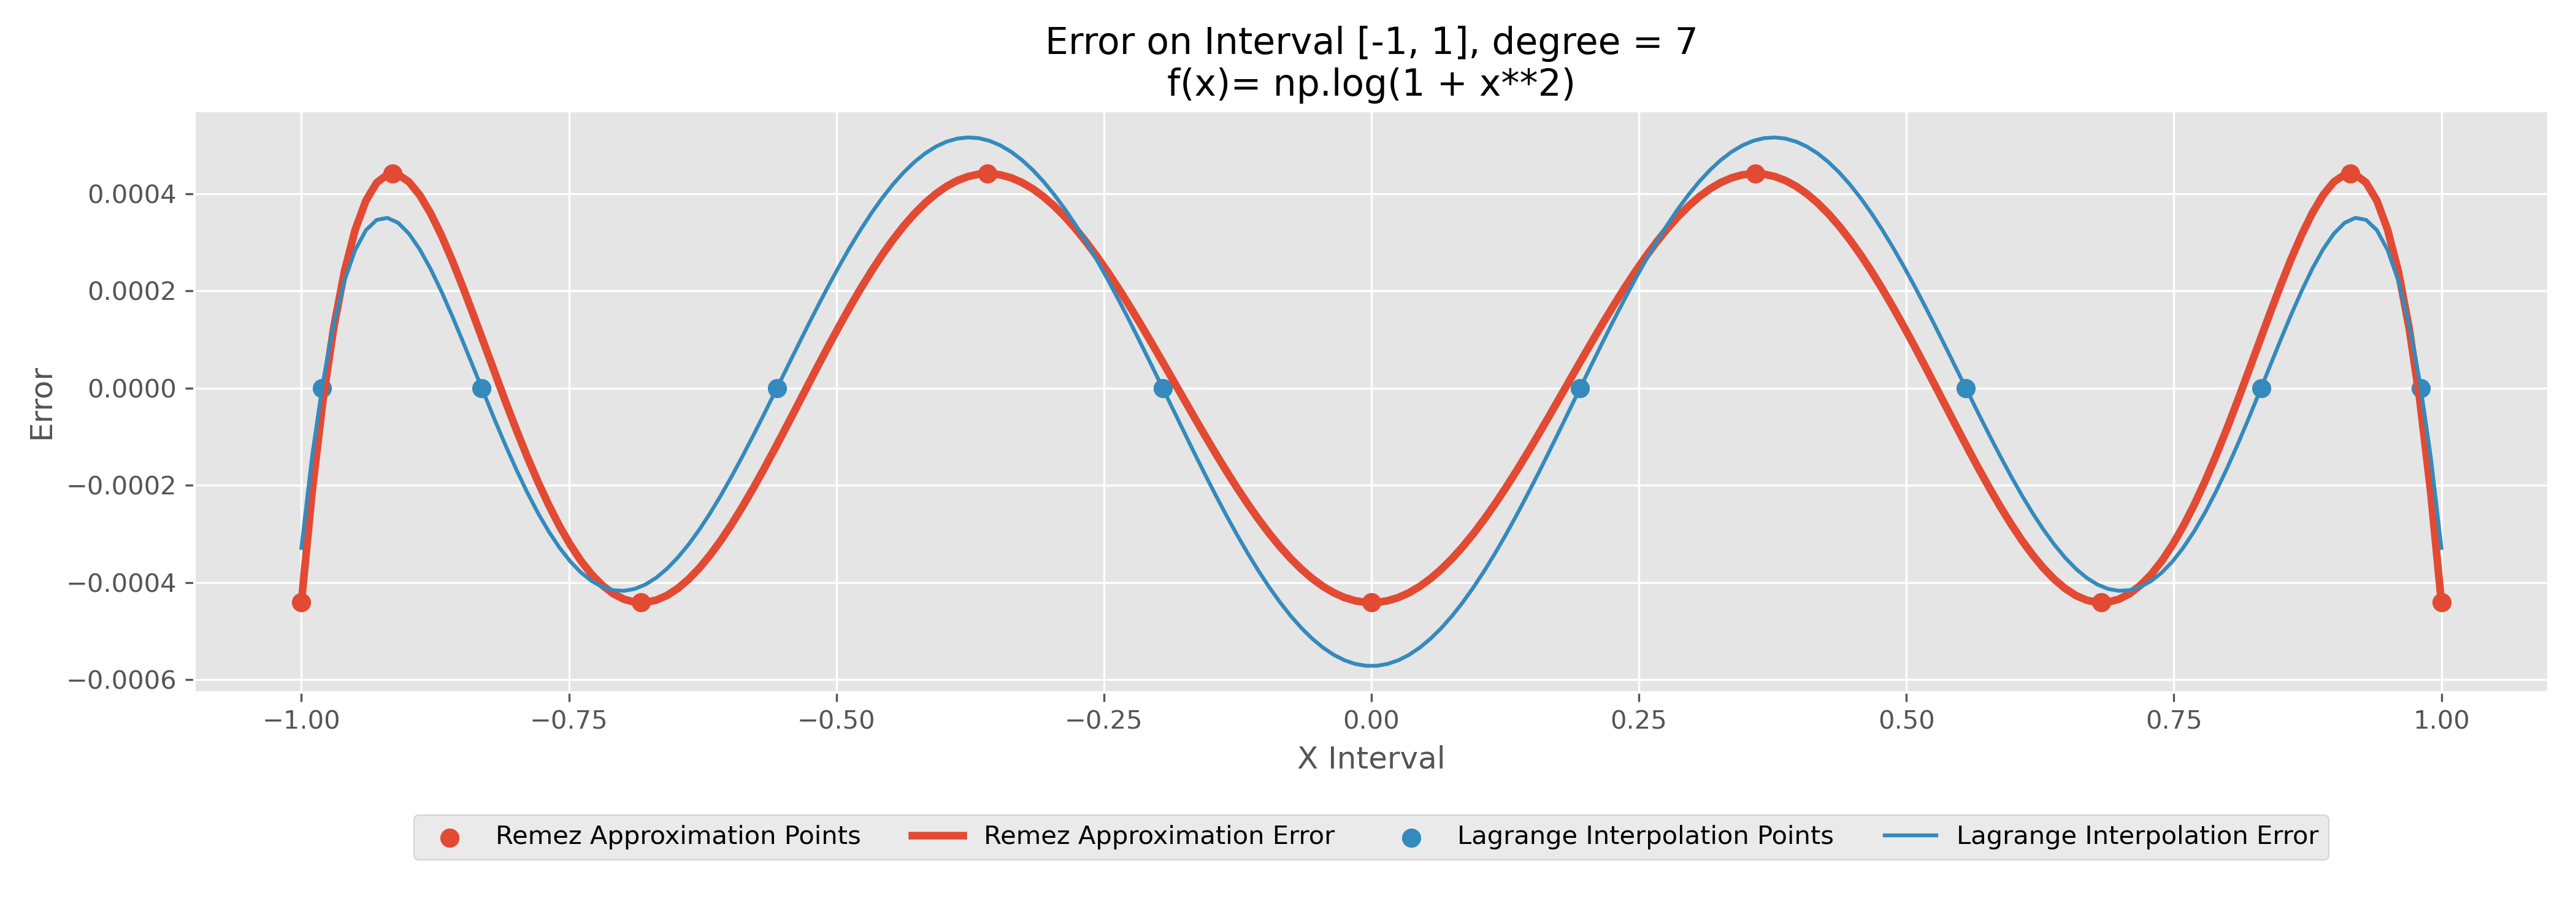 Error on Interval [-1, 1], degree = 7
f(x)= np.log(1 + x**2)
0.0004
0.0002
0.0000
−0.0002
−0.0004
−0.0006
Error
−1.00 −0.75 −0.50 −0.25 0.00 0.25 0.50 0.75 1.00
X Interval
Remez Approximation Points Remez Approximation Error Lagrange Interpolation Points Lagrange Interpolation Error